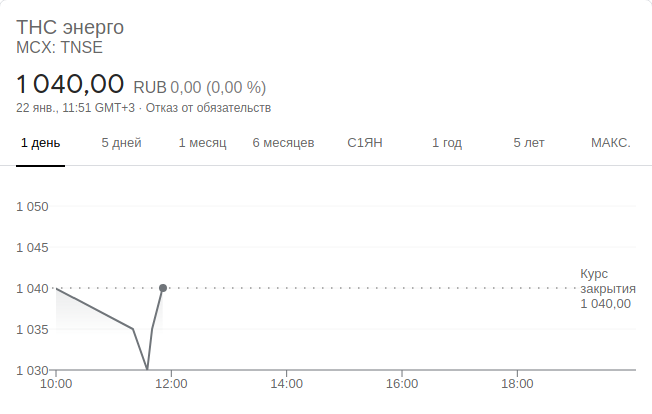 ТНС энерго
MCX: TNSE
1 040,00 RUB 0,00 (0,00 %)
22 янв., 11:51 GMT+3 · Отказ от обязательств
1 день 5 дней 1 месяц 6 месяцев С1ЯН 1 год 5 лет МАКС.
1 050
1 045
1 040
Курс
закрытия
1 040,00
1 035
1 030
10:00 12:00 14:00 16:00 18:00